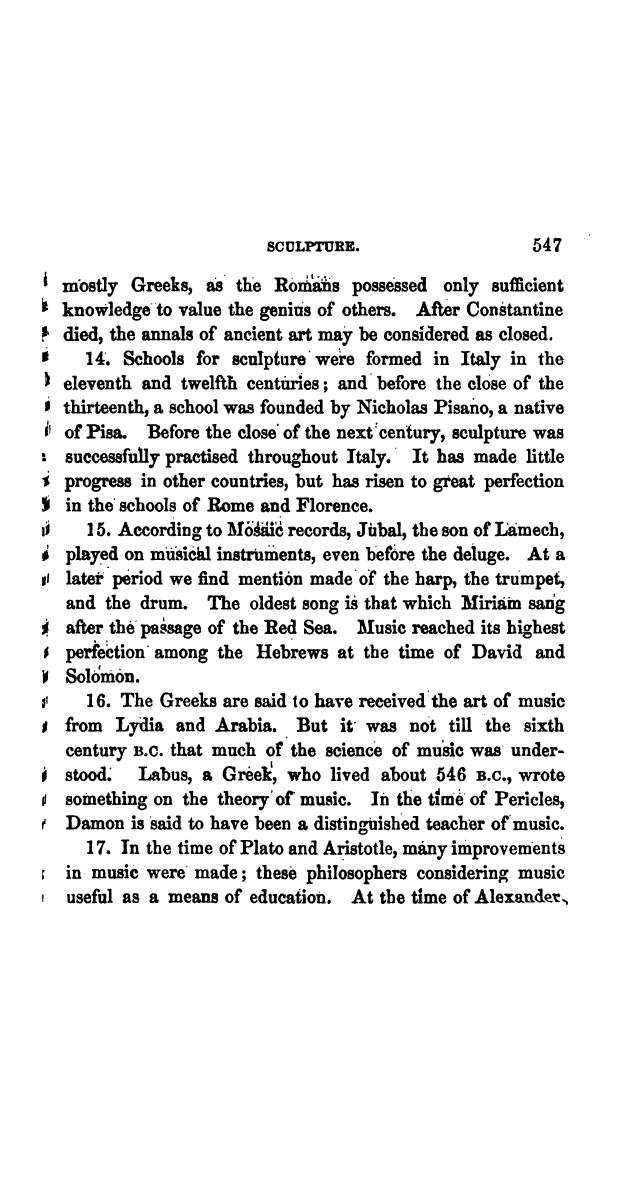 SCULPTURE. 547
mostly Greeks, as the Romans possessed only sufficient
knowledge to value the genius of others. After Constantine
died, the annals of ancient art may be considered as closed.
14. Schools for sculpture were formed in Italy in the
eleventh and twelfth centuries; and before the close of the
thirteenth, a school was founded by Nicholas Pisano, a native
of Pisa. Before the close of the next century, sculpture was
successfully practised throughout Italy. It has made little
progress in other countries, but has risen to great perfection
in the schools of Rome and Florence.
15. According to Mosaic records, Jubal, the son of Lamech,
played on musical instruments, even before the deluge. At a
later period we find mention made of the harp, the trumpet,
and the drum. The oldest song is that which Miriam sang
after the passage of the Red Sea. Music reached its highest
perfection among the Hebrews at the time of David and
Solomon.
16. The Greeks are said to have received the art of music
from Lydia and Arabia. But it was not till the sixth
century B.C. that much of the science of music was under-
stood. Labus, a Greek, who lived about 546 B.C., wrote
something on the theory of music. In the time of Pericles,
Damon is said to have been a distinguished teacher of music.
17. In the time of Plato and Aristotle, many improvements
in music were made; these philosophers considering music
useful as a means of education. At the time of Alexander,